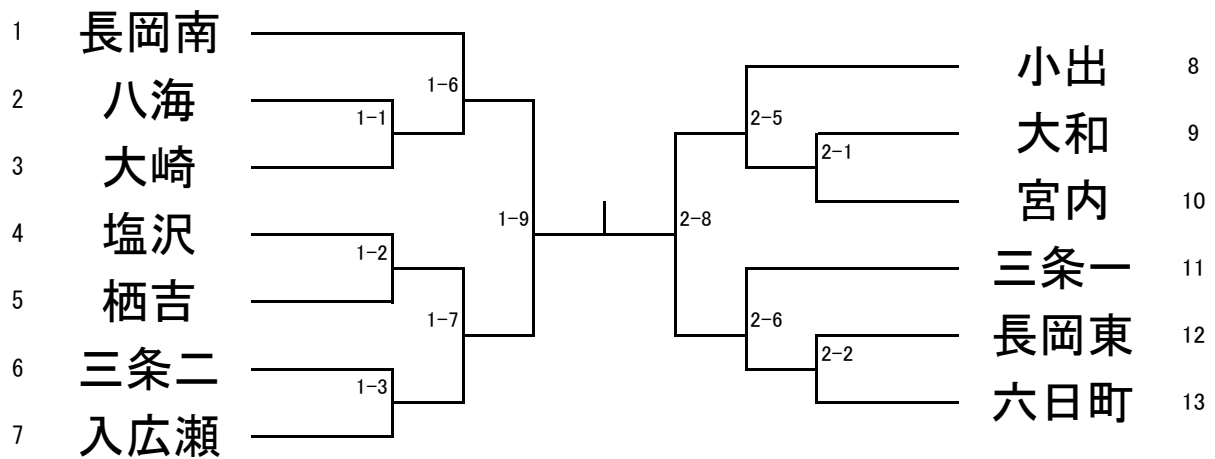 1 長岡南
2 八海
3 大崎
4 塩沢
5 栖吉
6 三条二
7 入広瀬
1-6
1-1
1-9
1-2
1-7
1-3
小出 8
大和 9
宮内 10
三条一 11
長岡東 12
六日町 13
2-5
2-1
2-8
2-6
2-2